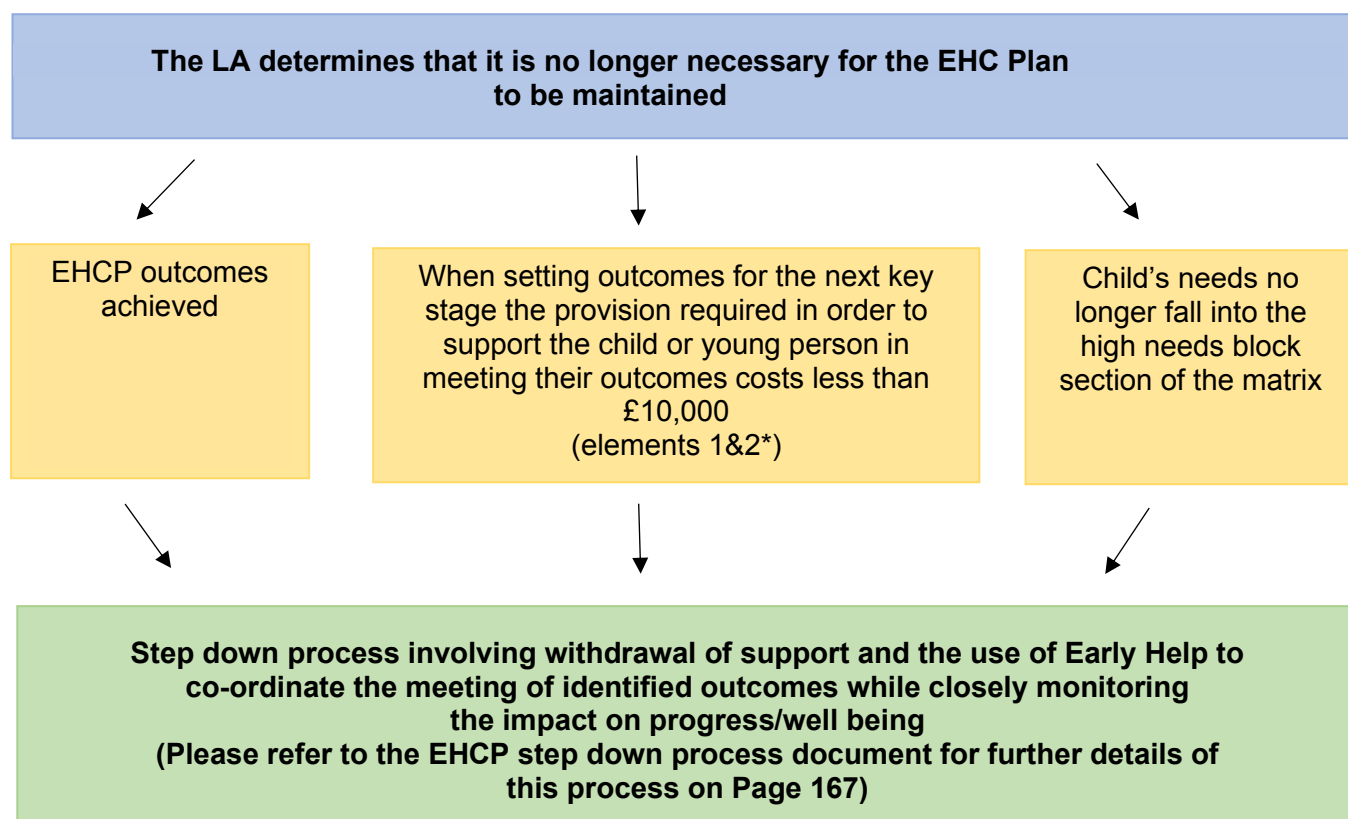 The LA determines that it is no longer necessary for the EHC Plan
to be maintained
EHCP outcomes
achieved
When setting outcomes for the next key
stage the provision required in order to
support the child or young person in
meeting their outcomes costs less than
£10,000
(elements 1&2*)
Child’s needs no
longer fall into the
high needs block
section of the matrix
Step down process involving withdrawal of support and the use of Early Help to
co-ordinate the meeting of identified outcomes while closely monitoring
the impact on progress/well being
(Please refer to the EHCP step down process document for further details of
this process on Page 167)